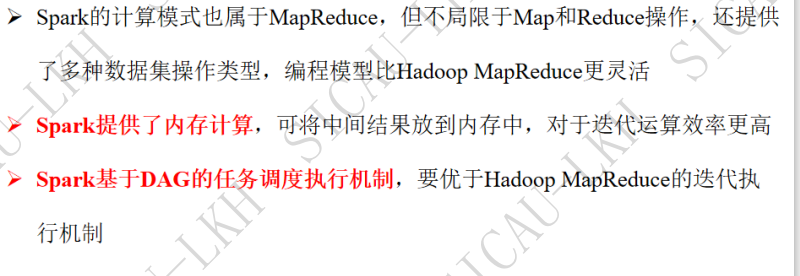 ➤ Spark的计算模式也属于MapReduce，但不局限于Map和Reduce操作，还提供
了多种数据集操作类型，编程模型比Hadoop MapReduce更灵活
➤ Spark提供了内存计算，可将中间结果放到内存中，对于迭代运算效率更高
➤ Spark基于DAG的任务调度执行机制，要优于Hadoop MapReduce的迭代执
行机制
SICAU-LKH
SICAU-LKH
SICAU-LKH